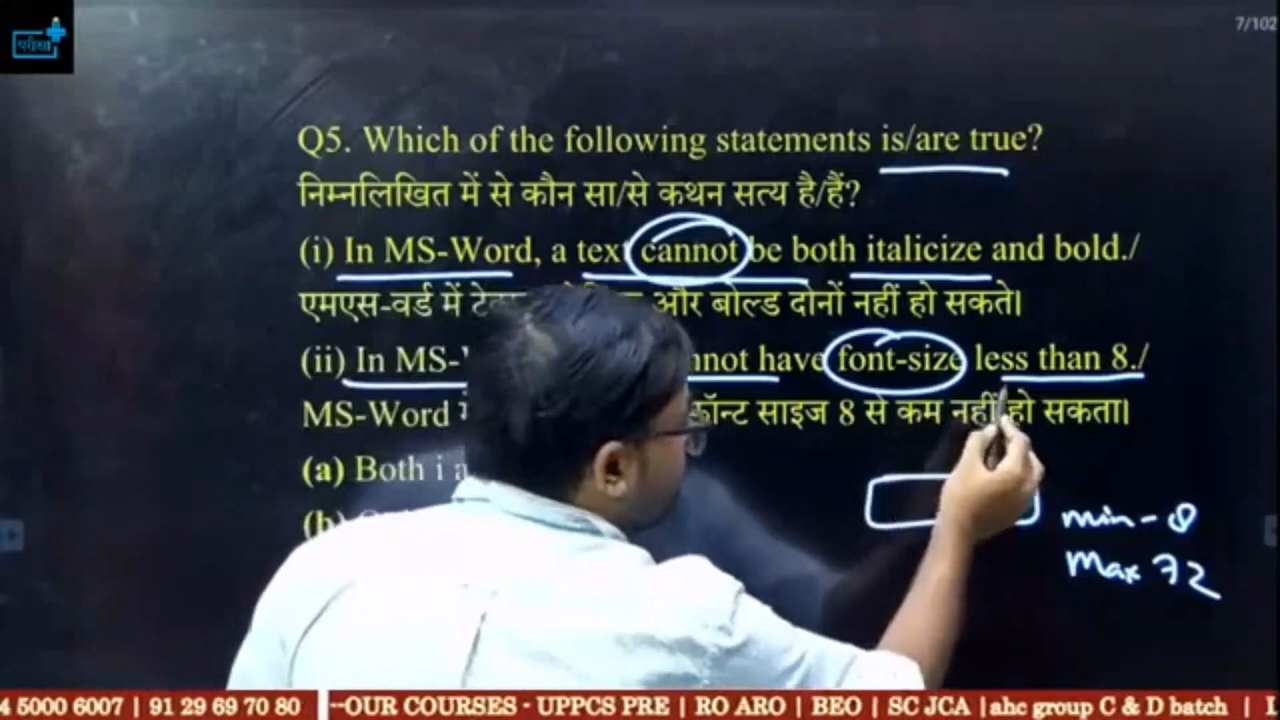 परीक्षा
7/102
Q5. Which of the following statements is/are true?
निम्नलिखित में से कौन सा/से कथन सत्य है/हैं?
(i) In MS-Word, a text cannot be both italicize and bold./
एमएस-वर्ड में और बोल्ड दोनों नहीं हो सकते।
(ii) In MS- have font-size less than 8./
MS-Word साइज 8 से कम नहीं हो सकता।
(a) Both i
(b)
min - 8
Max 72
4 5000 6007 | 91 29 69 70 80 --OUR COURSES - UPPCS PRE | RO ARO | BEO | SC JCA |ahc group C & D batch |